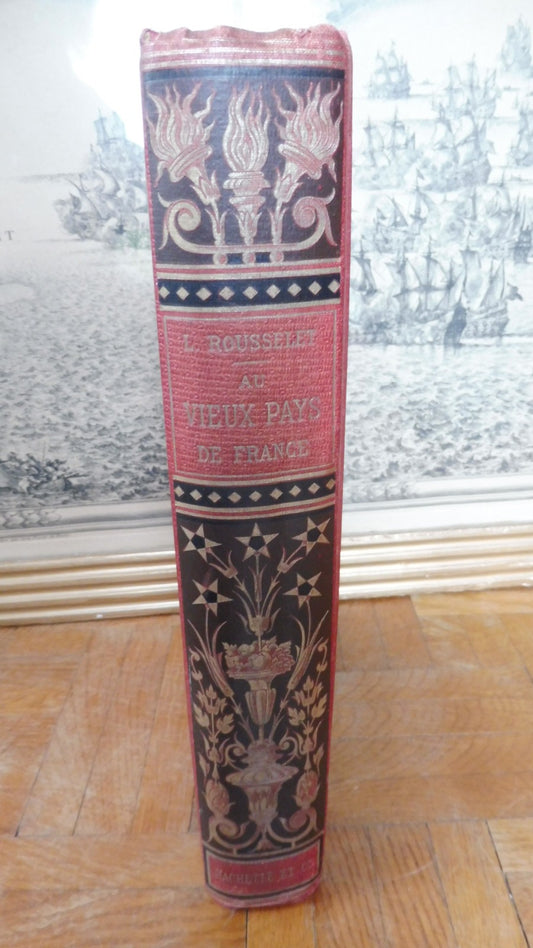 L. ROUSSELET
AU
VIEUX PAYS
DE FRANCE
HACHETTE ET Cie